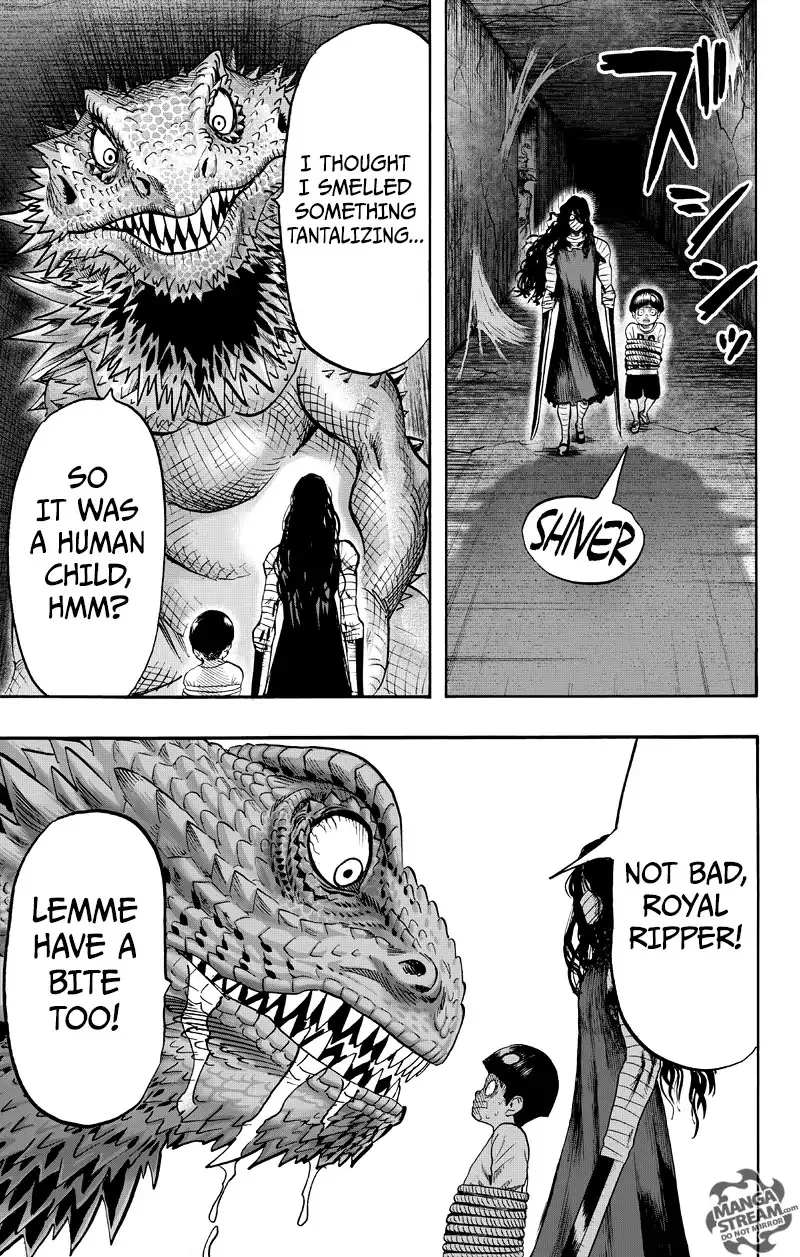 ズッ
SHIVER
I THOUGHT
I SMELLED
SOMETHING
TANTALIZING...
SO
IT WAS
A HUMAN
CHILD,
HMM?
NOT BAD,
ROYAL
RIPPER!
LEMME
HAVE A
BITE
TOO!
MANGA
STREAM.com
DO NOT MIRROR